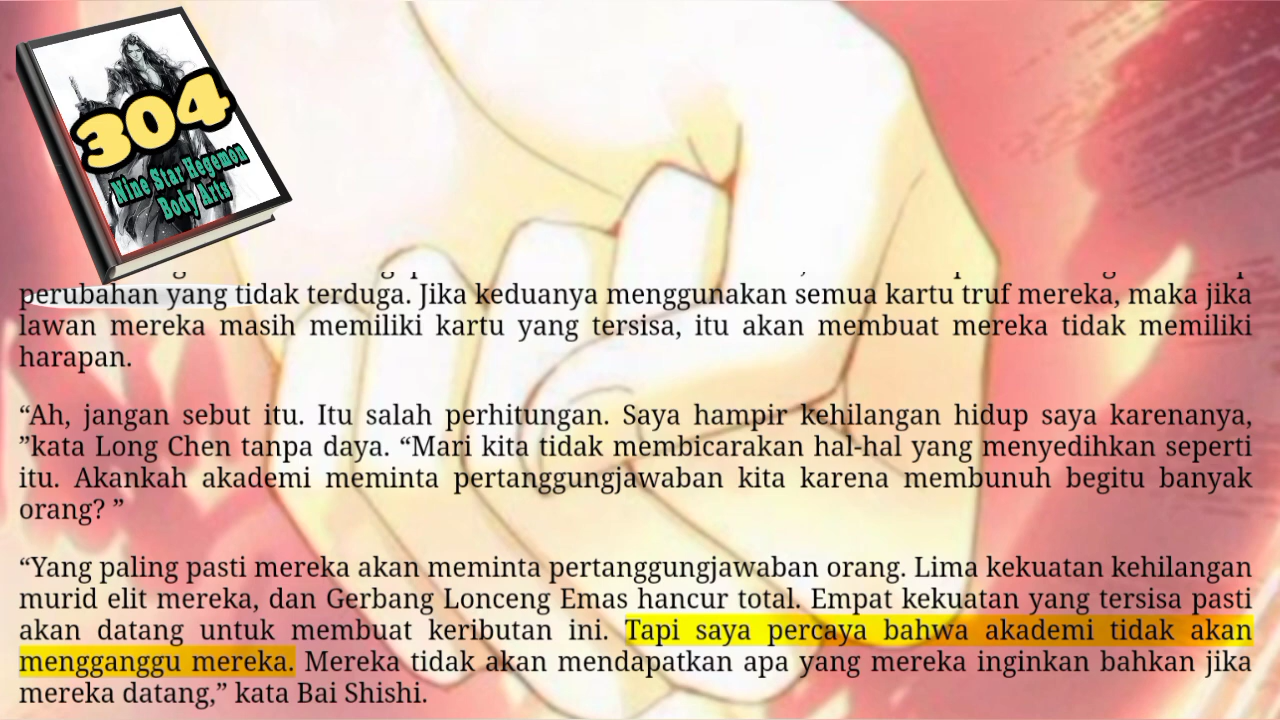 304
Nine Star Hegemon
Body Arts
perubahan yang tidak terduga. Jika keduanya menggunakan semua kartu truf mereka, maka jika
lawan mereka masih memiliki kartu yang tersisa, itu akan membuat mereka tidak memiliki
harapan.
“Ah, jangan sebut itu. Itu salah perhitungan. Saya hampir kehilangan hidup saya karenanya,
”kata Long Chen tanpa daya. “Mari kita tidak membicarakan hal-hal yang menyedihkan seperti
itu. Akankah akademi meminta pertanggungjawaban kita karena membunuh begitu banyak
orang? ”
“Yang paling pasti mereka akan meminta pertanggungjawaban orang. Lima kekuatan kehilangan
murid elit mereka, dan Gerbang Lonceng Emas hancur total. Empat kekuatan yang tersisa pasti
akan datang untuk membuat keributan ini. Tapi saya percaya bahwa akademi tidak akan
mengganggu mereka. Mereka tidak akan mendapatkan apa yang mereka inginkan bahkan jika
mereka datang,” kata Bai Shishi.